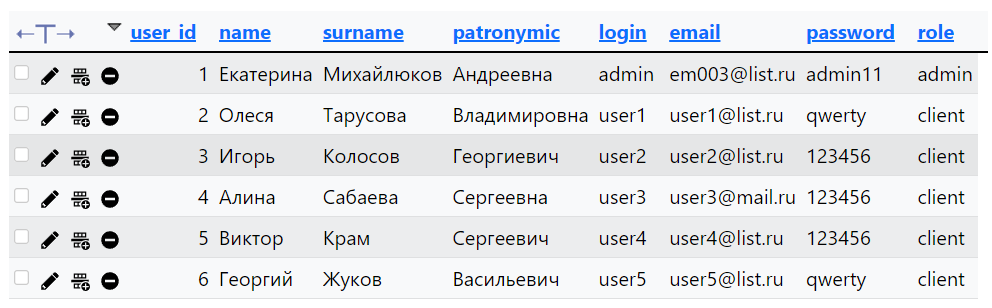 ←T→ user_id name surname patronymic login email password role
1 Екатерина Михайлюков Андреевна admin em003@list.ru admin11 admin
2 Олеся Тарусова Владимировна user1 user1@list.ru qwerty client
3 Игорь Колосов Георгиевич user2 user2@list.ru 123456 client
4 Алина Сабаева Сергеевна user3 user3@mail.ru 123456 client
5 Виктор Крам Сергеевич user4 user4@list.ru 123456 client
6 Георгий Жуков Васильевич user5 user5@list.ru qwerty client